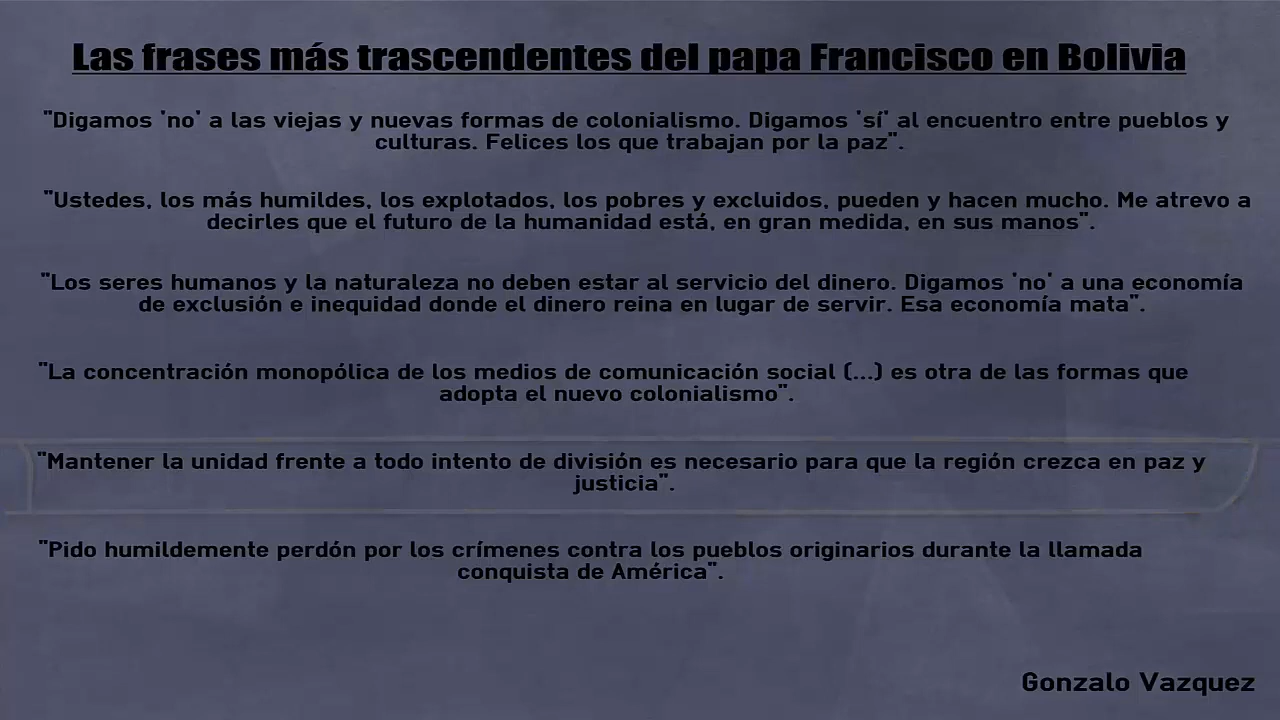 Las frases más trascendentes del papa Francisco en Bolivia
"Digamos 'no' a las viejas y nuevas formas de colonialismo. Digamos 'sí' al encuentro entre pueblos y
culturas. Felices los que trabajan por la paz".
"Ustedes, los más humildes, los explotados, los pobres y excluidos, pueden y hacen mucho. Me atrevo a
decirles que el futuro de la humanidad está, en gran medida, en sus manos".
"Los seres humanos y la naturaleza no deben estar al servicio del dinero. Digamos 'no' a una economía
de exclusión e inequidad donde el dinero reina en lugar de servir. Esa economía mata".
"La concentración monopólica de los medios de comunicación social (...) es otra de las formas que
adopta el nuevo colonialismo".
"Mantener la unidad frente a todo intento de división es necesario para que la región crezca en paz y
justicia".
"Pido humildemente perdón por los crímenes contra los pueblos originarios durante la llamada
conquista de América".
Gonzalo Vazquez